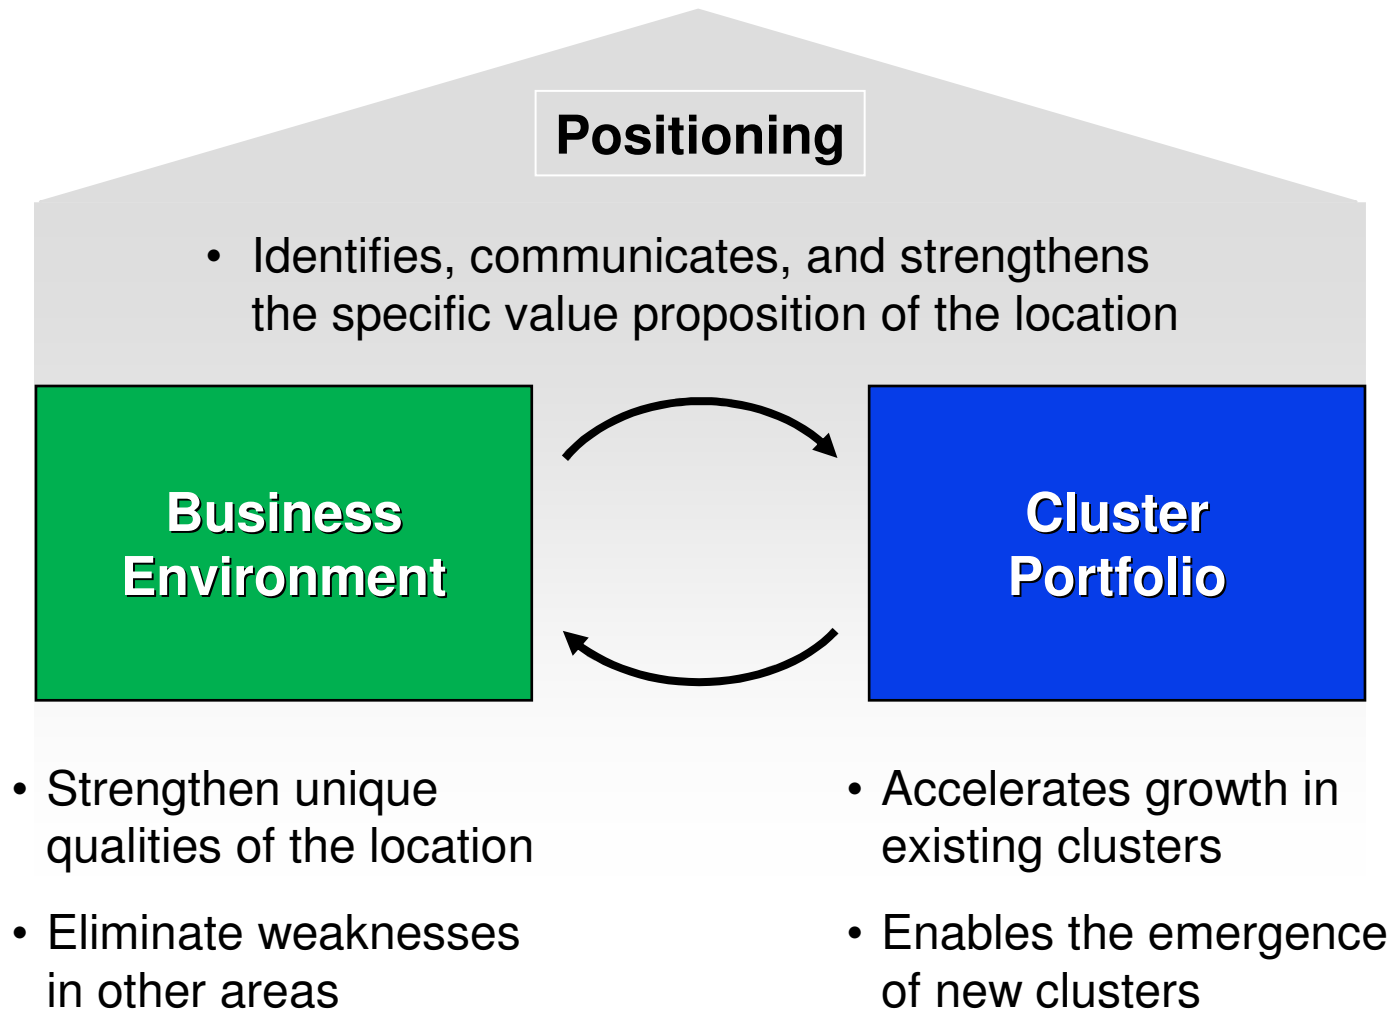 Positioning
• Identifies, communicates, and strengthens
the specific value proposition of the location
Business
Environment
Cluster
Portfolio
• Strengthen unique
qualities of the location
• Eliminate weaknesses
in other areas
• Accelerates growth in
existing clusters
• Enables the emergence
of new clusters